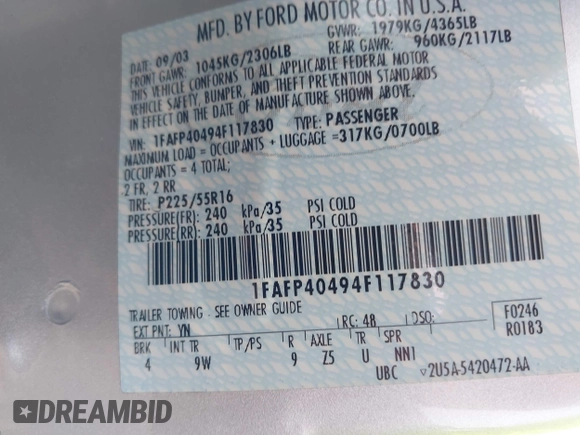 MFD. BY FORD MOTOR CO. IN U.S.A.
09/03 GVWR: 1979KG/4365LB
FRONT GAWR: 1045KG/2306LB REAR GAWR: 960KG/2117LB
THIS VEHICLE CONFORMS TO ALL APPLICABLE FEDERAL MOTOR
VEHICLE SAFETY, BUMPER, AND THEFT PREVENTION STANDARDS
IN EFFECT ON THE DATE OF MANUFACTURE SHOWN ABOVE.
VIN: 1FAFP40494F117830 TYPE: PASSENGER
MAXIMUM LOAD = OCCUPANTS + LUGGAGE =317KG/0700LB
OCCUPANTS = 4 TOTAL;
2 FR, 2 RR
TIRE: P225/55R16
PRESSURE(FR): 240 kPa/35 PSI COLD
PRESSURE(RR): 240 kPa/35 PSI COLD
1FAFP40494F117830
TRAILER TOWING - SEE OWNER GUIDE
EXT PNT: YN RC: 48 DSO: F0246
BRK INT TR TP/PS R AXLE TR SPR R0183
4 9W 9 Z5 U NN1
UBC ▽2U5A-5420472-AA
DREAMBID